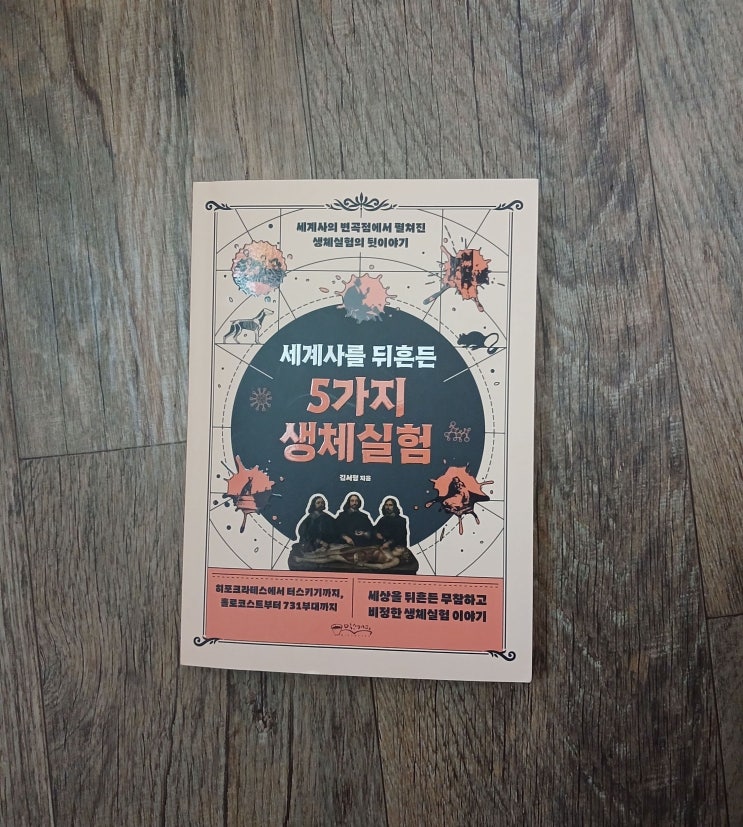 세계사의 변곡점에서 펼쳐진
생체실험의 뒷이야기
세계사를 뒤흔든
5가지
생체실험
김서형 지음
히포크라테스에서 터스키기까지,
홀로코스트부터 731부대까지
세상을 뒤흔든 무참하고
비정한 생체실험 이야기
믹스커피